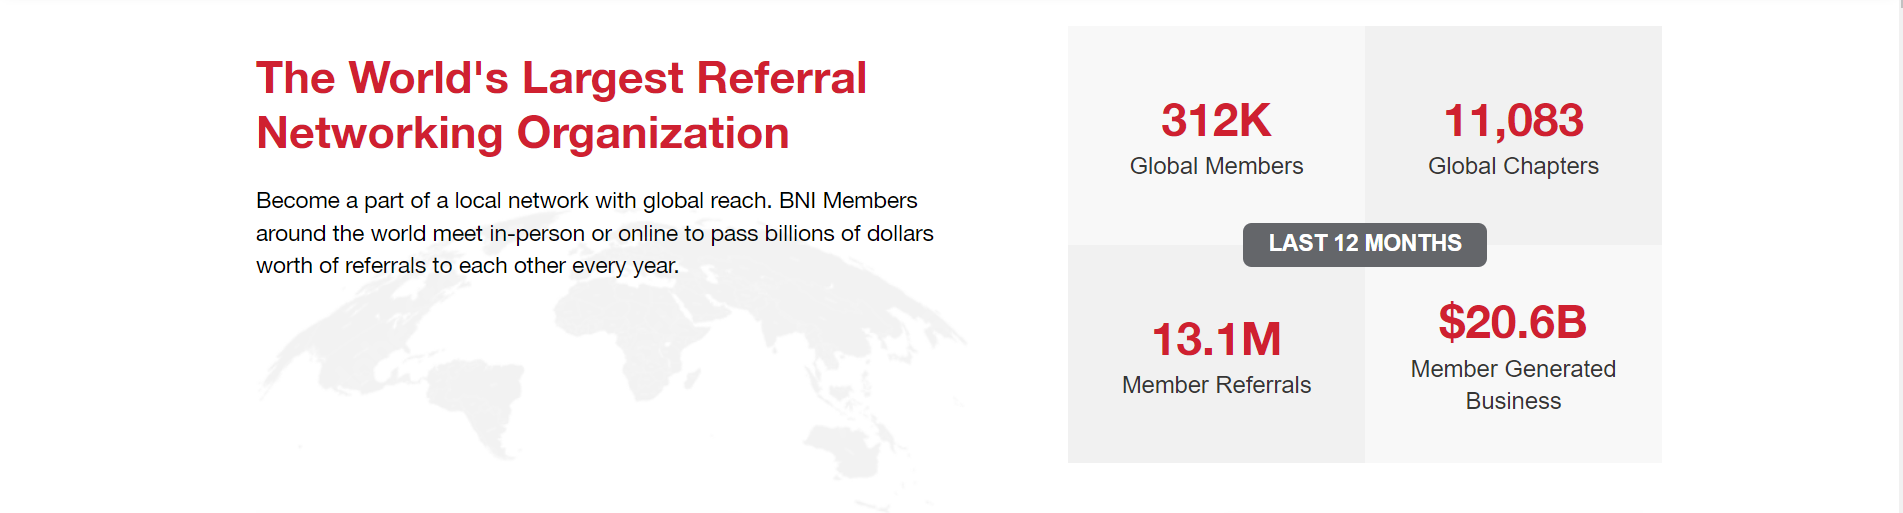 The World's Largest Referral
Networking Organization
Become a part of a local network with global reach. BNI Members
around the world meet in-person or online to pass billions of dollars
worth of referrals to each other every year.
312K
Global Members
11,083
Global Chapters
LAST 12 MONTHS
13.1M
Member Referrals
$20.6B
Member Generated
Business